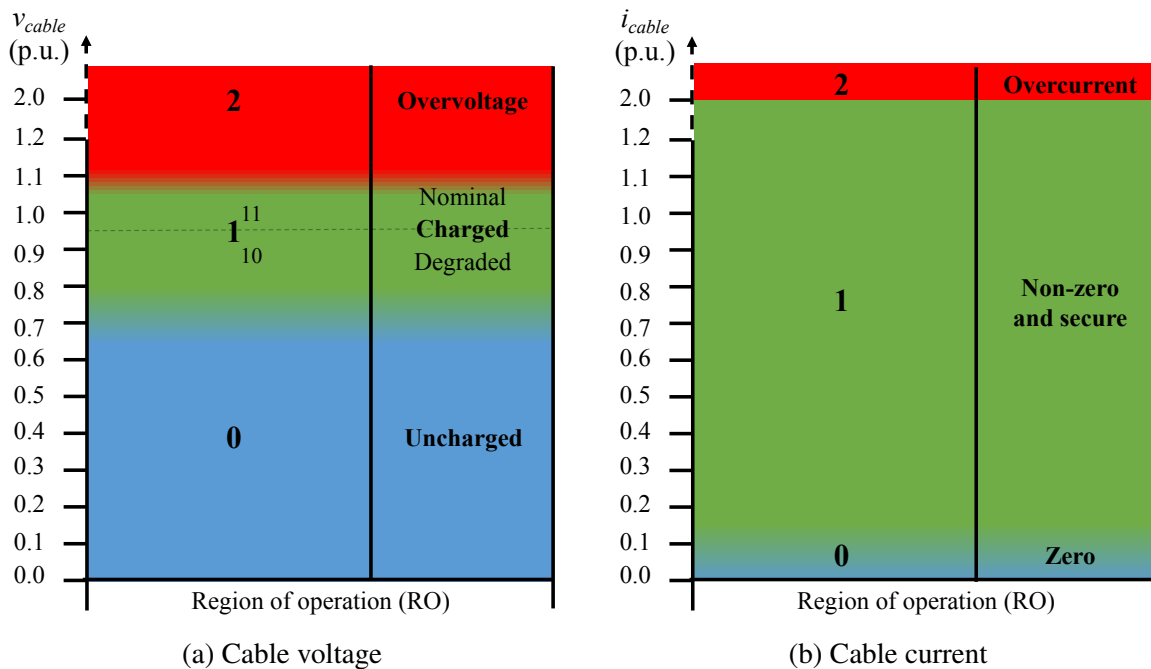 v_cable
(p.u.)
2.0
1.2
1.1
1.0
0.9
0.8
0.7
0.6
0.5
0.4
0.3
0.2
0.1
0.0
2
Overvoltage
1 11
10
Nominal
Charged
Degraded
0
Uncharged
Region of operation (RO)
(a) Cable voltage
i_cable
(p.u.)
2.0
1.2
1.1
1.0
0.9
0.8
0.7
0.6
0.5
0.4
0.3
0.2
0.1
0.0
2
Overcurrent
1
Non-zero
and secure
0
Zero
Region of operation (RO)
(b) Cable current